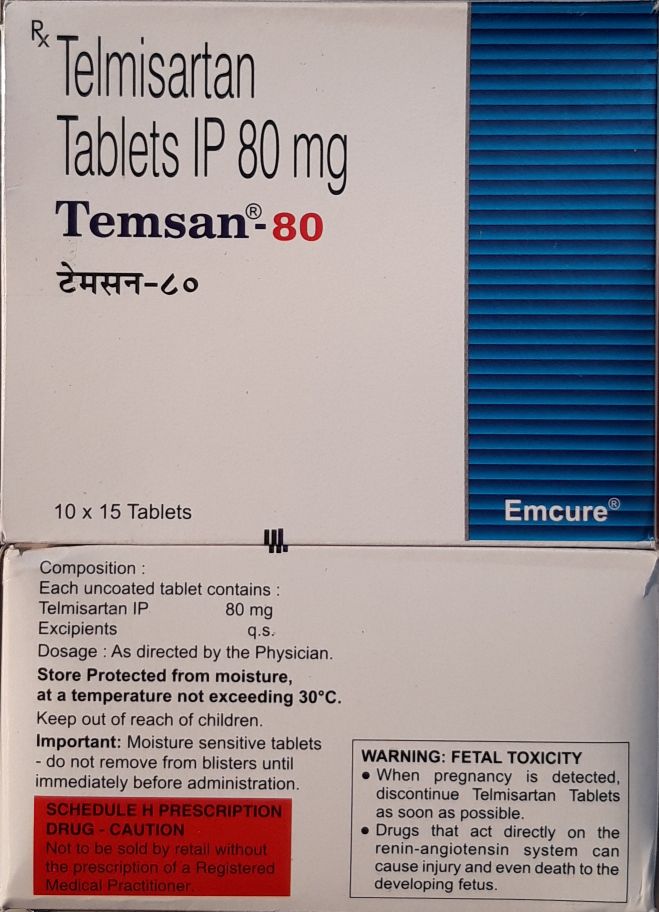 Rx Telmisartan
Tablets IP 80 mg
Temsan®-80
टेमसन-८०
10 x 15 Tablets
Emcure®
Composition :
Each uncoated tablet contains :
Telmisartan IP 80 mg
Excipients q.s.
Dosage : As directed by the Physician.
Store Protected from moisture,
at a temperature not exceeding 30°C.
Keep out of reach of children.
Important: Moisture sensitive tablets
- do not remove from blisters until
immediately before administration.
SCHEDULE H PRESCRIPTION
DRUG - CAUTION
Not to be sold by retail without
the prescription of a Registered
Medical Practitioner.
WARNING: FETAL TOXICITY
● When pregnancy is detected,
discontinue Telmisartan Tablets
as soon as possible.
● Drugs that act directly on the
renin-angiotensin system can
cause injury and even death to the
developing fetus.